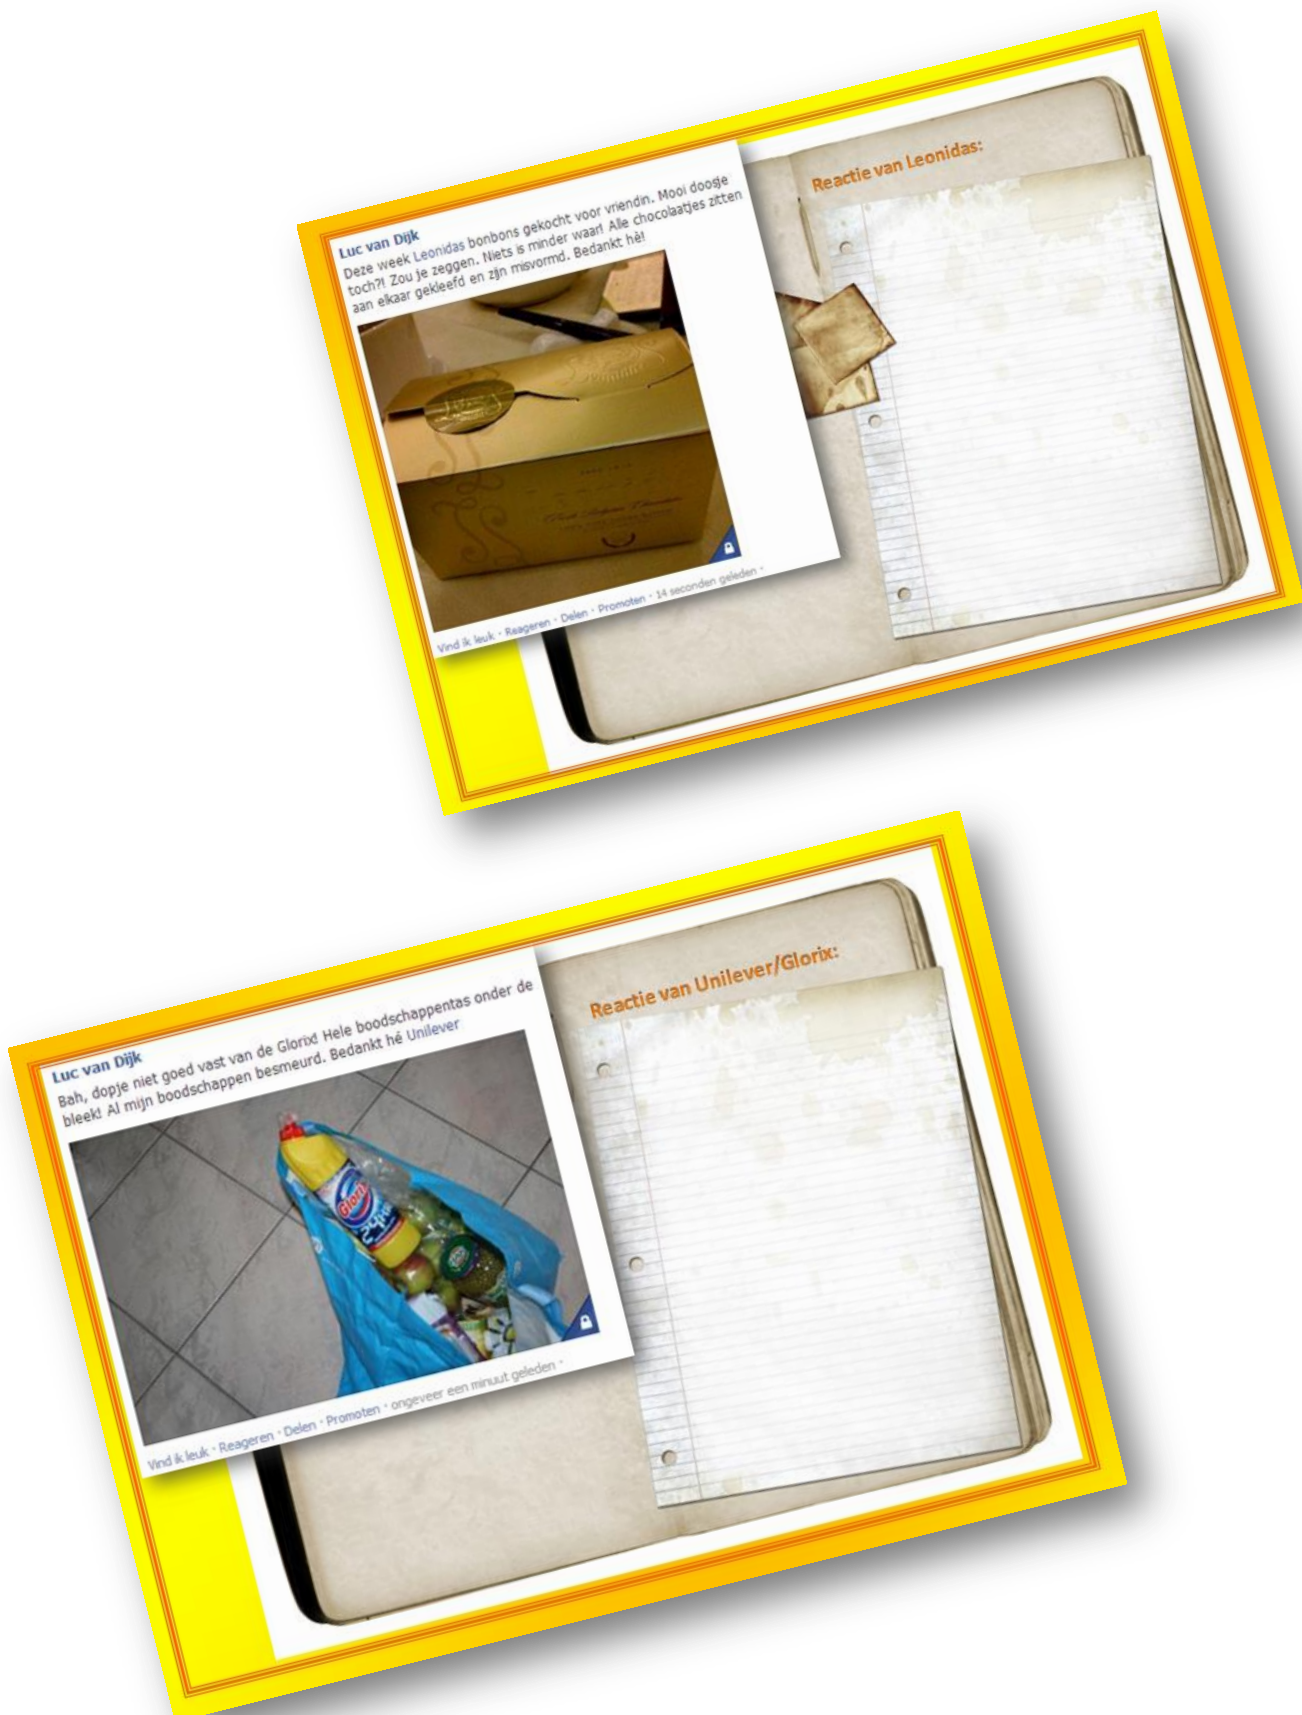 Luc van Dijk
Deze week Leonidas bonbons gekocht voor vriendin. Mooi doosje
toch?! Zou je zeggen. Niets is minder waar! Alle chocolaatjes zitten
aan elkaar gekleefd en zijn misvormd. Bedankt hè!
Vind ik leuk · Reageren · Delen · Promoten · 14 seconden geleden ·
Reactie van Leonidas:
Luc van Dijk
Bah, dopje niet goed vast van de Glorix! Hele boodschappentas onder de
bleek! Al mijn boodschappen besmeurd. Bedankt hé Unilever
Glorix
24H
Vind ik leuk · Reageren · Delen · Promoten · ongeveer een minuut geleden ·
Reactie van Unilever/Glorix: